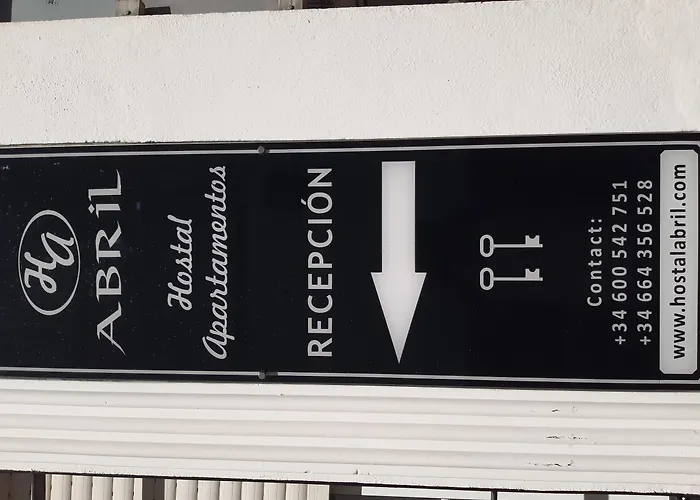 HA
ABRIL
Hostal
Apartamentos
RECEPCIÓN
Contact:
+34 600 542 751
+34 664 356 528
www.hostalabril.com